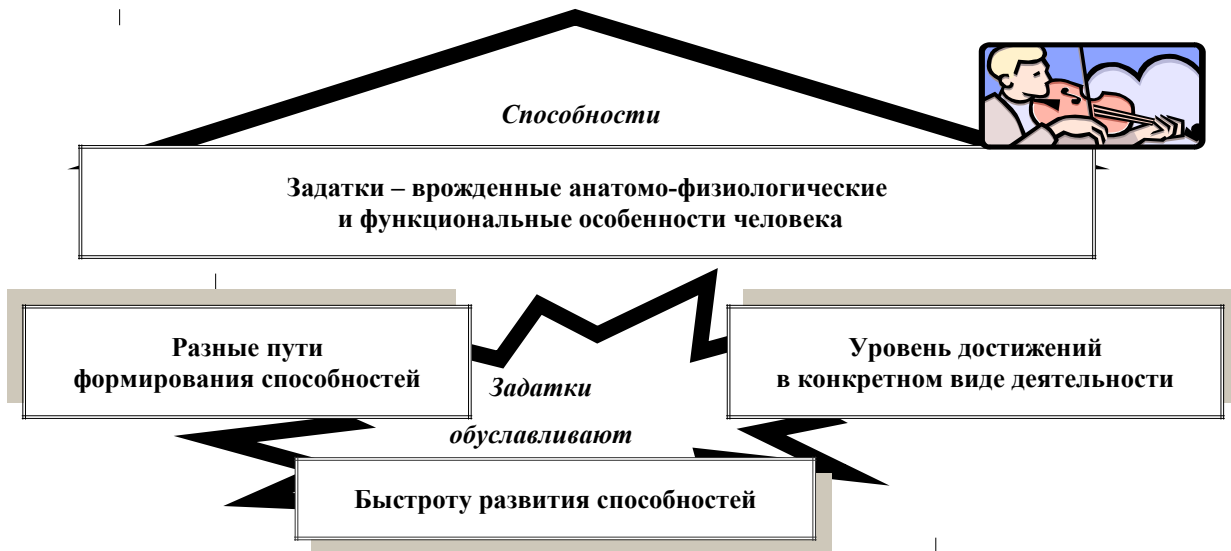 Способности
Задатки – врожденные анатомо-физиологические
и функциональные особенности человека
Разные пути
формирования способностей
Уровень достижений
в конкретном виде деятельности
Задатки
обуславливают
Быстроту развития способностей